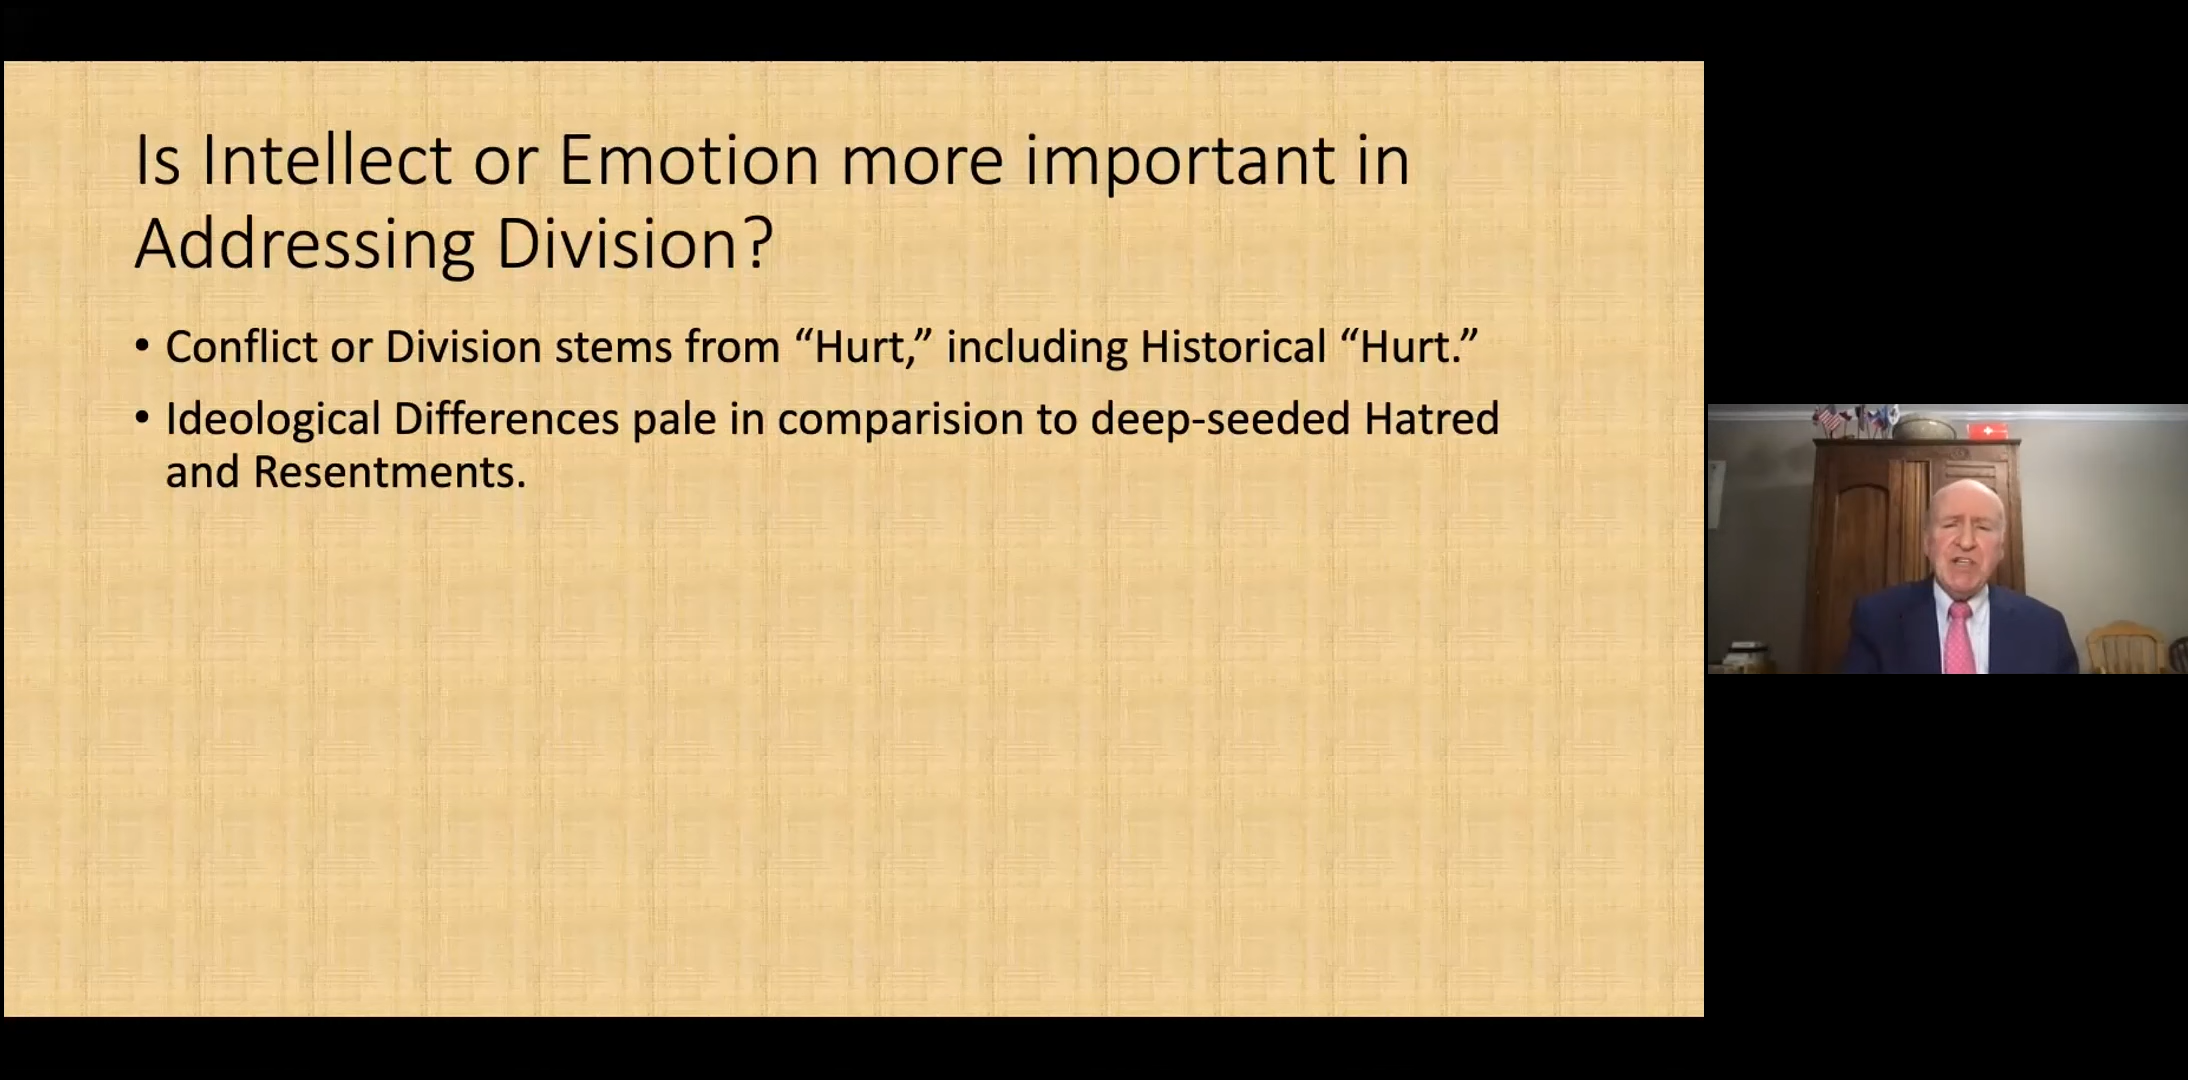 Is Intellect or Emotion more important in
Addressing Division?
• Conflict or Division stems from “Hurt,” including Historical “Hurt.”
• Ideological Differences pale in comparision to deep-seeded Hatred
and Resentments.